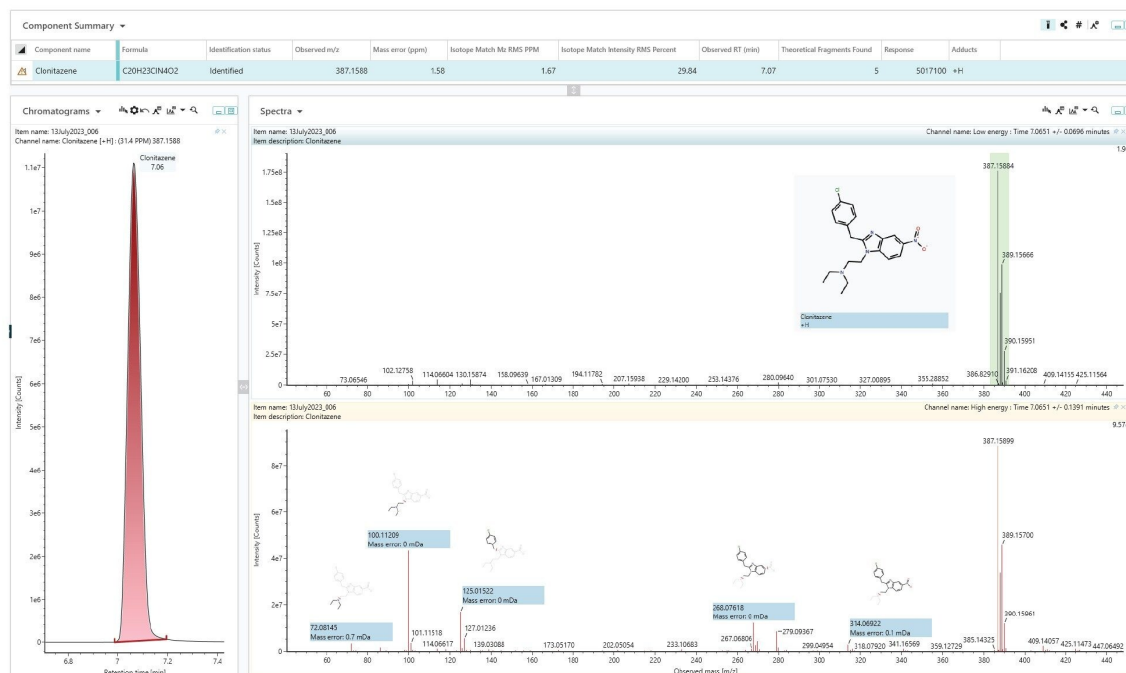 Component Summary
Component name Formula Identification status Observed m/z Mass error (ppm) Isotope Match Mz RMS PPM Isotope Match Intensity RMS Percent Observed RT (min) Theoretical Fragments Found Response Adducts
Clonitazene C20H23ClN4O2 Identified 387.1588 1.58 1.67 29.84 7.07 5 5017100 +H
Chromatograms
Item name: 13July2023_006
Channel name: Clonitazene [+H] : (31.4 PPM) 387.1588
Clonitazene
7.06
1.1e7
1e7
9e6
8e6
7e6
6e6
5e6
4e6
3e6
2e6
1e6
0
Intensity [Counts]
6.8 7 7.2 7.4
Retention time [min]
Spectra
Item name: 13July2023_006 Channel name: Low energy : Time 7.0651 +/- 0.0696 minutes
Item description: Clonitazene
1.9
387.15884
1.75e8
1.5e8
1.25e8
1e8
7.5e7
5e7
2.5e7
0
Intensity [Counts]
389.15666
Clonitazene
+H
390.15951
73.06546 102.12758 114.06604 130.15874 158.09639 167.01309 194.11782 207.15938 229.14200 253.14376 280.09640 301.07530 327.00895 355.28852 386.82910 391.16208 409.14155 425.11564
60 80 100 120 140 160 180 200 220 240 260 280 300 320 340 360 380 400 420 440
Item name: 13July2023_006 Channel name: High energy : Time 7.0651 +/- 0.1391 minutes
Item description: Clonitazene
387.15899
8e7
6e7
4e7
2e7
0
Intensity [Counts]
100.11209
Mass error: 0 mDa
389.15700
125.01522
Mass error: 0 mDa
268.07618
314.06922
Mass error: 0.1 mDa
72.08145
Mass error: 0.7 mDa
390.15961
101.11518 114.06617 127.01236 139.03088 173.05170 202.05054 233.10683 267.06806 279.09367 299.04954 318.07920 341.16569 359.12729 385.14325 409.14057 425.11473 447.06492
60 80 100 120 140 160 180 200 220 240 260 280 300 320 340 360 380 400 420 440
Observed mass [m/z]